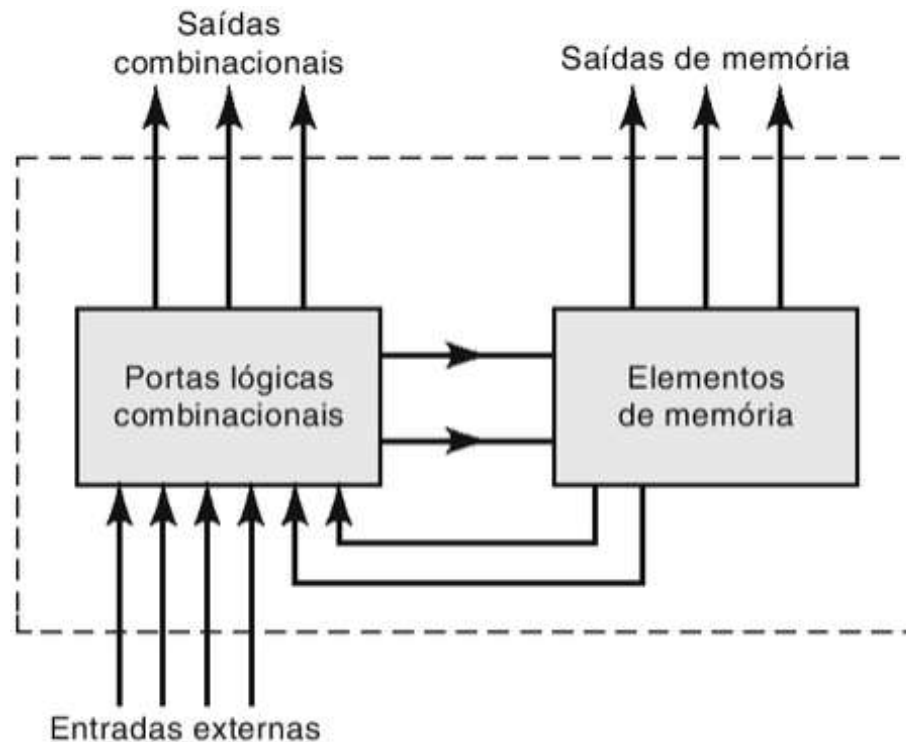 Saídas
combinacionais
Saídas de memória
Portas lógicas
combinacionais
Elementos
de memória
Entradas externas